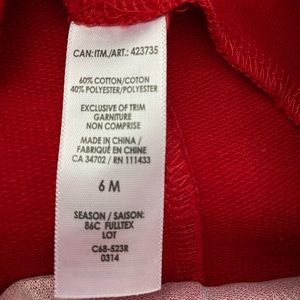 CAN:ITM./ART.: 423735
60% COTTON/COTON
40% POLYESTER/POLYESTER
EXCLUSIVE OF TRIM
GARNITURE
NON COMPRISE
MADE IN CHINA /
FABRIQUÉ EN CHINE
CA 34702 / RN 111433
6 M
SEASON / SAISON:
86C FULLTEX
LOT
C68-523R
0314